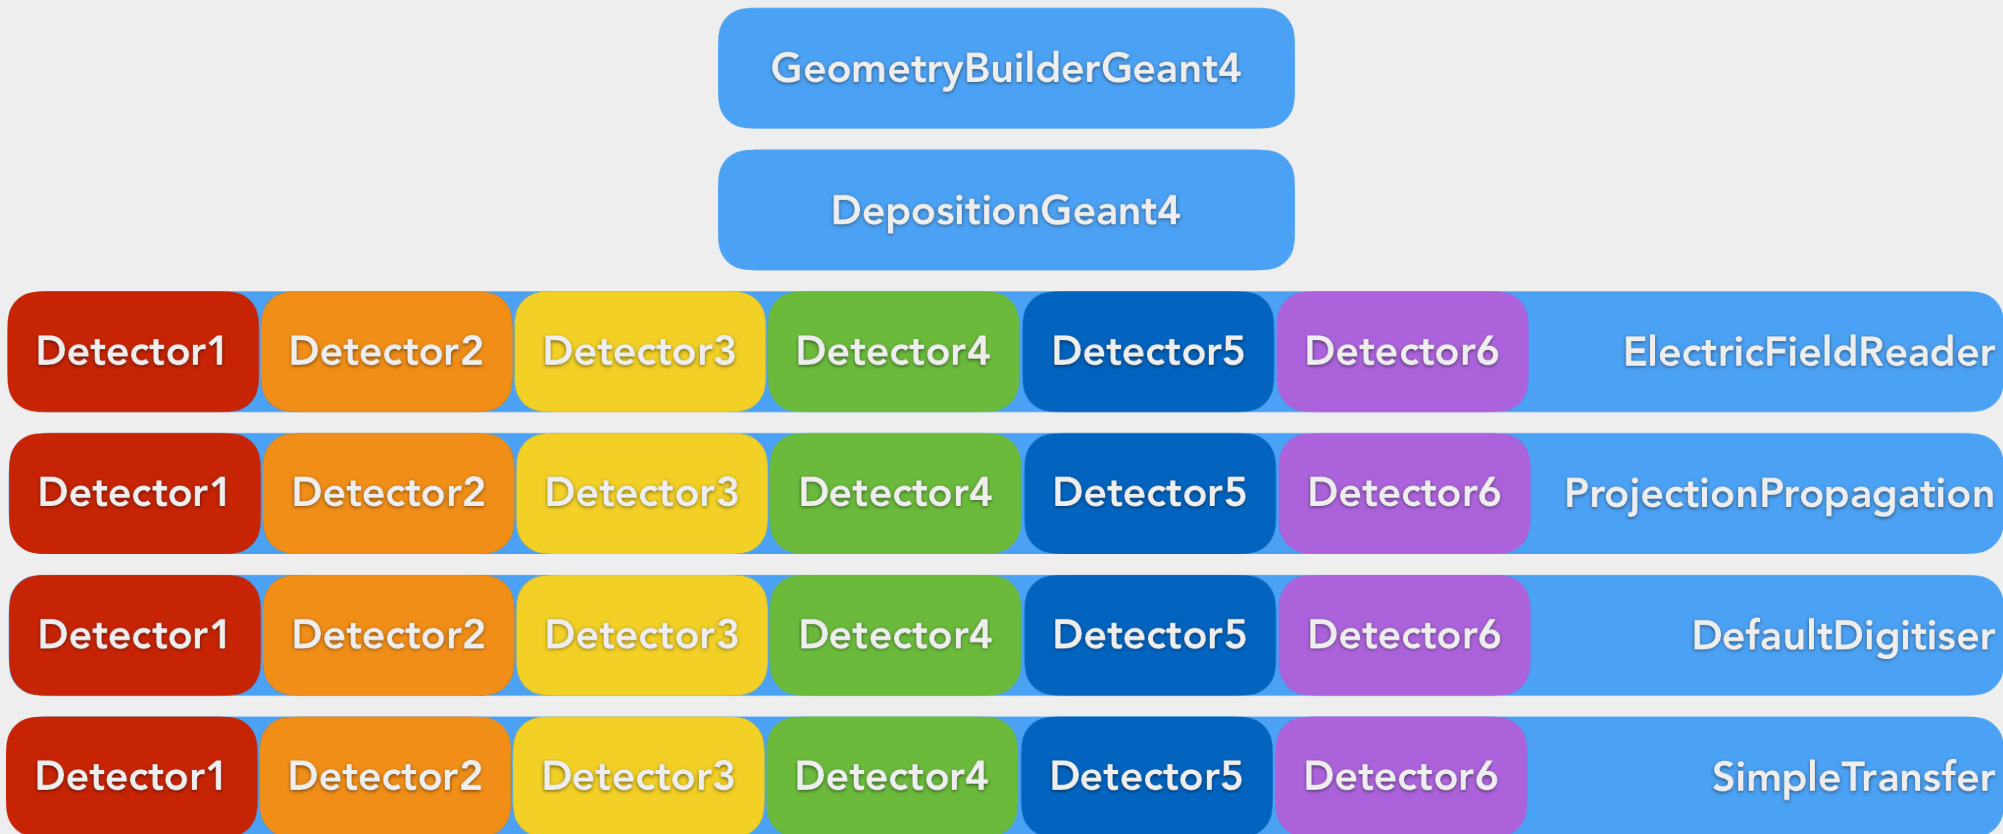 GeometryBuilderGeant4
DepositionGeant4
Detector1 Detector2 Detector3 Detector4 Detector5 Detector6 ElectricFieldReader
Detector1 Detector2 Detector3 Detector4 Detector5 Detector6 ProjectionPropagation
Detector1 Detector2 Detector3 Detector4 Detector5 Detector6 DefaultDigitiser
Detector1 Detector2 Detector3 Detector4 Detector5 Detector6 SimpleTransfer